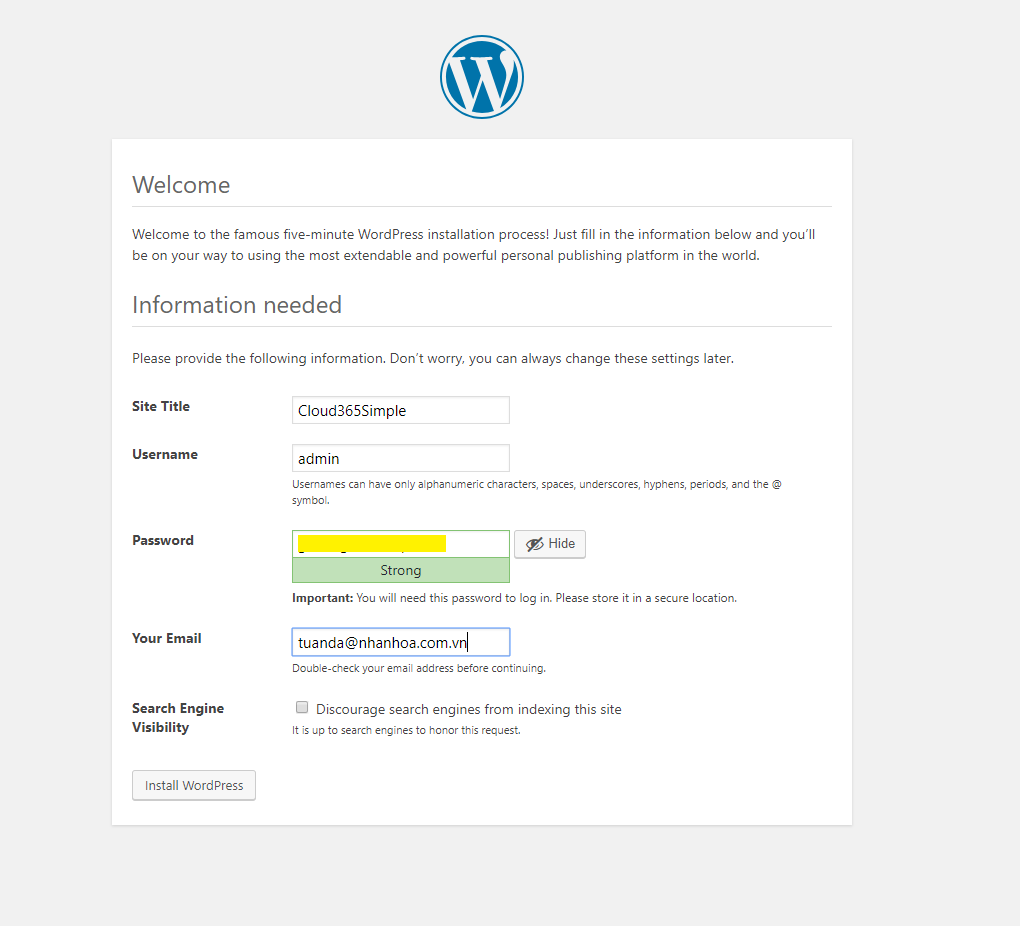 Welcome
Welcome to the famous five-minute WordPress installation process! Just fill in the information below and you’ll
be on your way to using the most extendable and powerful personal publishing platform in the world.
Information needed
Please provide the following information. Don’t worry, you can always change these settings later.
Site Title
Cloud365Simple
Username
admin
Usernames can have only alphanumeric characters, spaces, underscores, hyphens, periods, and the @
symbol.
Password
Hide
Strong
Important: You will need this password to log in. Please store it in a secure location.
Your Email
tuanda@nhanhoa.com.vn
Double-check your email address before continuing.
Search Engine
Visibility
Discourage search engines from indexing this site
It is up to search engines to honor this request.
Install WordPress